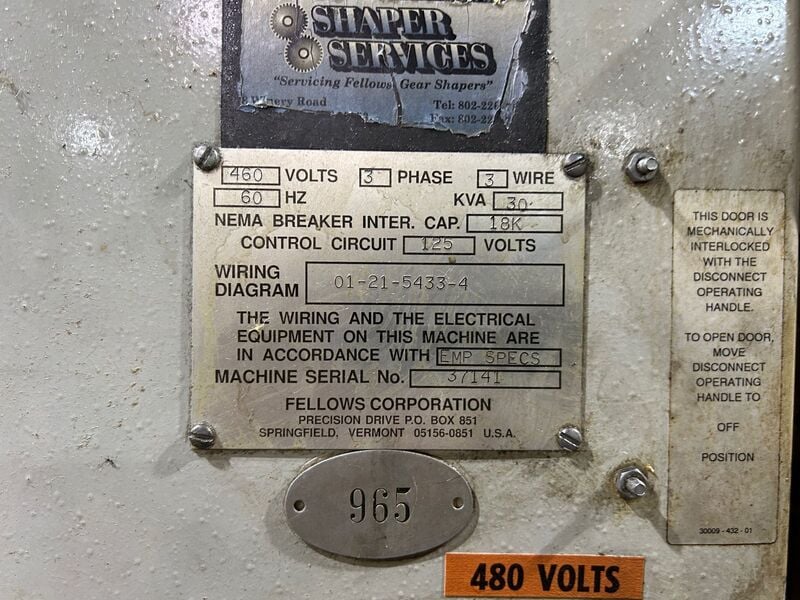 SHAPER
SERVICES
"Servicing Fellows Gear Shapers"
Road
Tel: 802-22
Fax: 802-22
460 VOLTS 3 PHASE 3 WIRE
60 HZ KVA 30
NEMA BREAKER INTER. CAP. 18K
CONTROL CIRCUIT 125 VOLTS
WIRING
DIAGRAM 01-21-5433-4
THE WIRING AND THE ELECTRICAL
EQUIPMENT ON THIS MACHINE ARE
IN ACCORDANCE WITH EMP SPECS
MACHINE SERIAL No. 37141
FELLOWS CORPORATION
PRECISION DRIVE P.O. BOX 851
SPRINGFIELD, VERMONT 05156-0851 U.S.A.
965
480 VOLTS
THIS DOOR IS
MECHANICALLY
INTERLOCKED
WITH THE
DISCONNECT
OPERATING
HANDLE.
TO OPEN DOOR,
MOVE
DISCONNECT
OPERATING
HANDLE TO
OFF
POSITION
30009-432-01